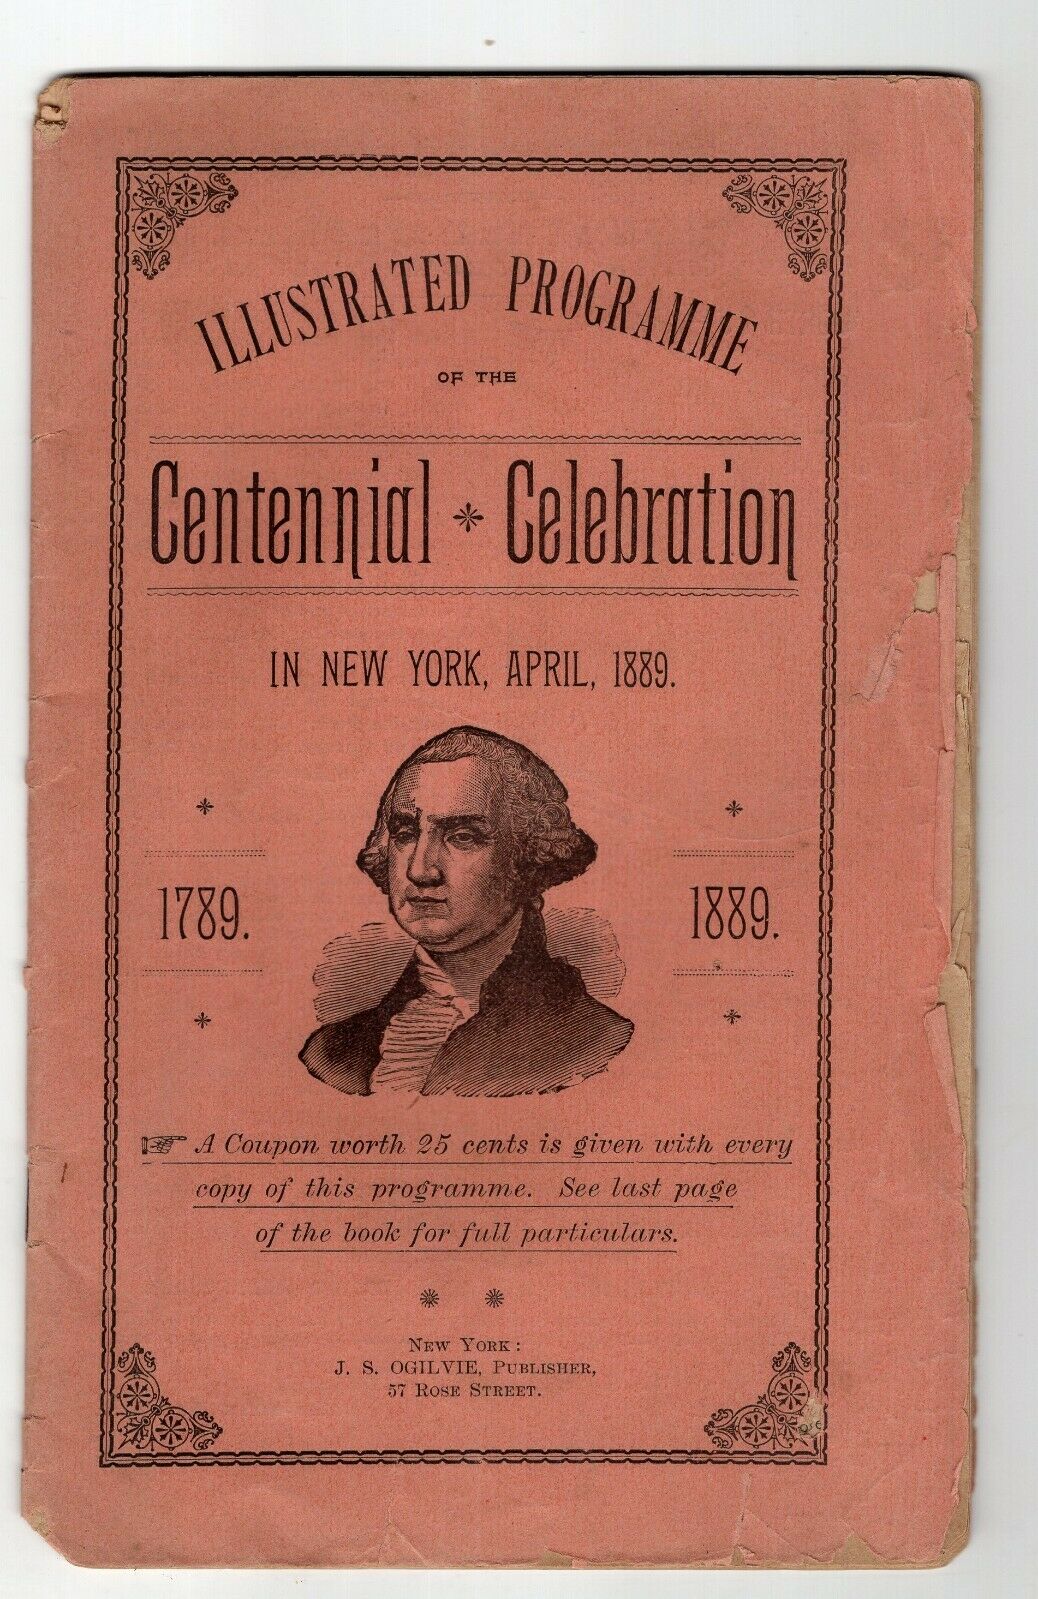 ILLUSTRATED PROGRAMME
OF THE
Centennial * Celebration
IN NEW YORK, APRIL, 1889.
1789.
1889.
☞ A Coupon worth 25 cents is given with every
copy of this programme. See last page
of the book for full particulars.
NEW YORK:
J. S. OGILVIE, PUBLISHER,
57 ROSE STREET.